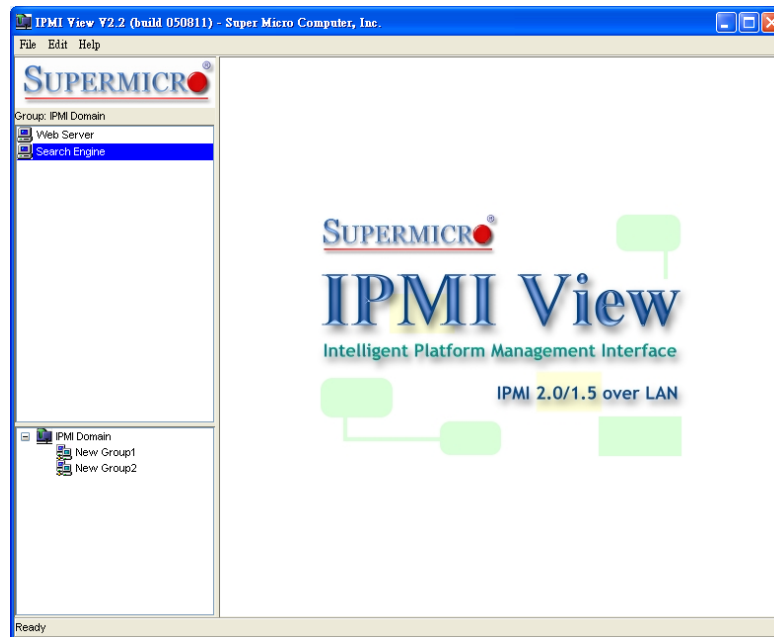 IPMI View V2.2 (build 050811) - Super Micro Computer, Inc.
File Edit Help
SUPERMICRO®
Group: IPMI Domain
Web Server
Search Engine
SUPERMICRO®
IPMI View
Intelligent Platform Management Interface
IPMI 2.0/1.5 over LAN
IPMI Domain
New Group1
New Group2
Ready